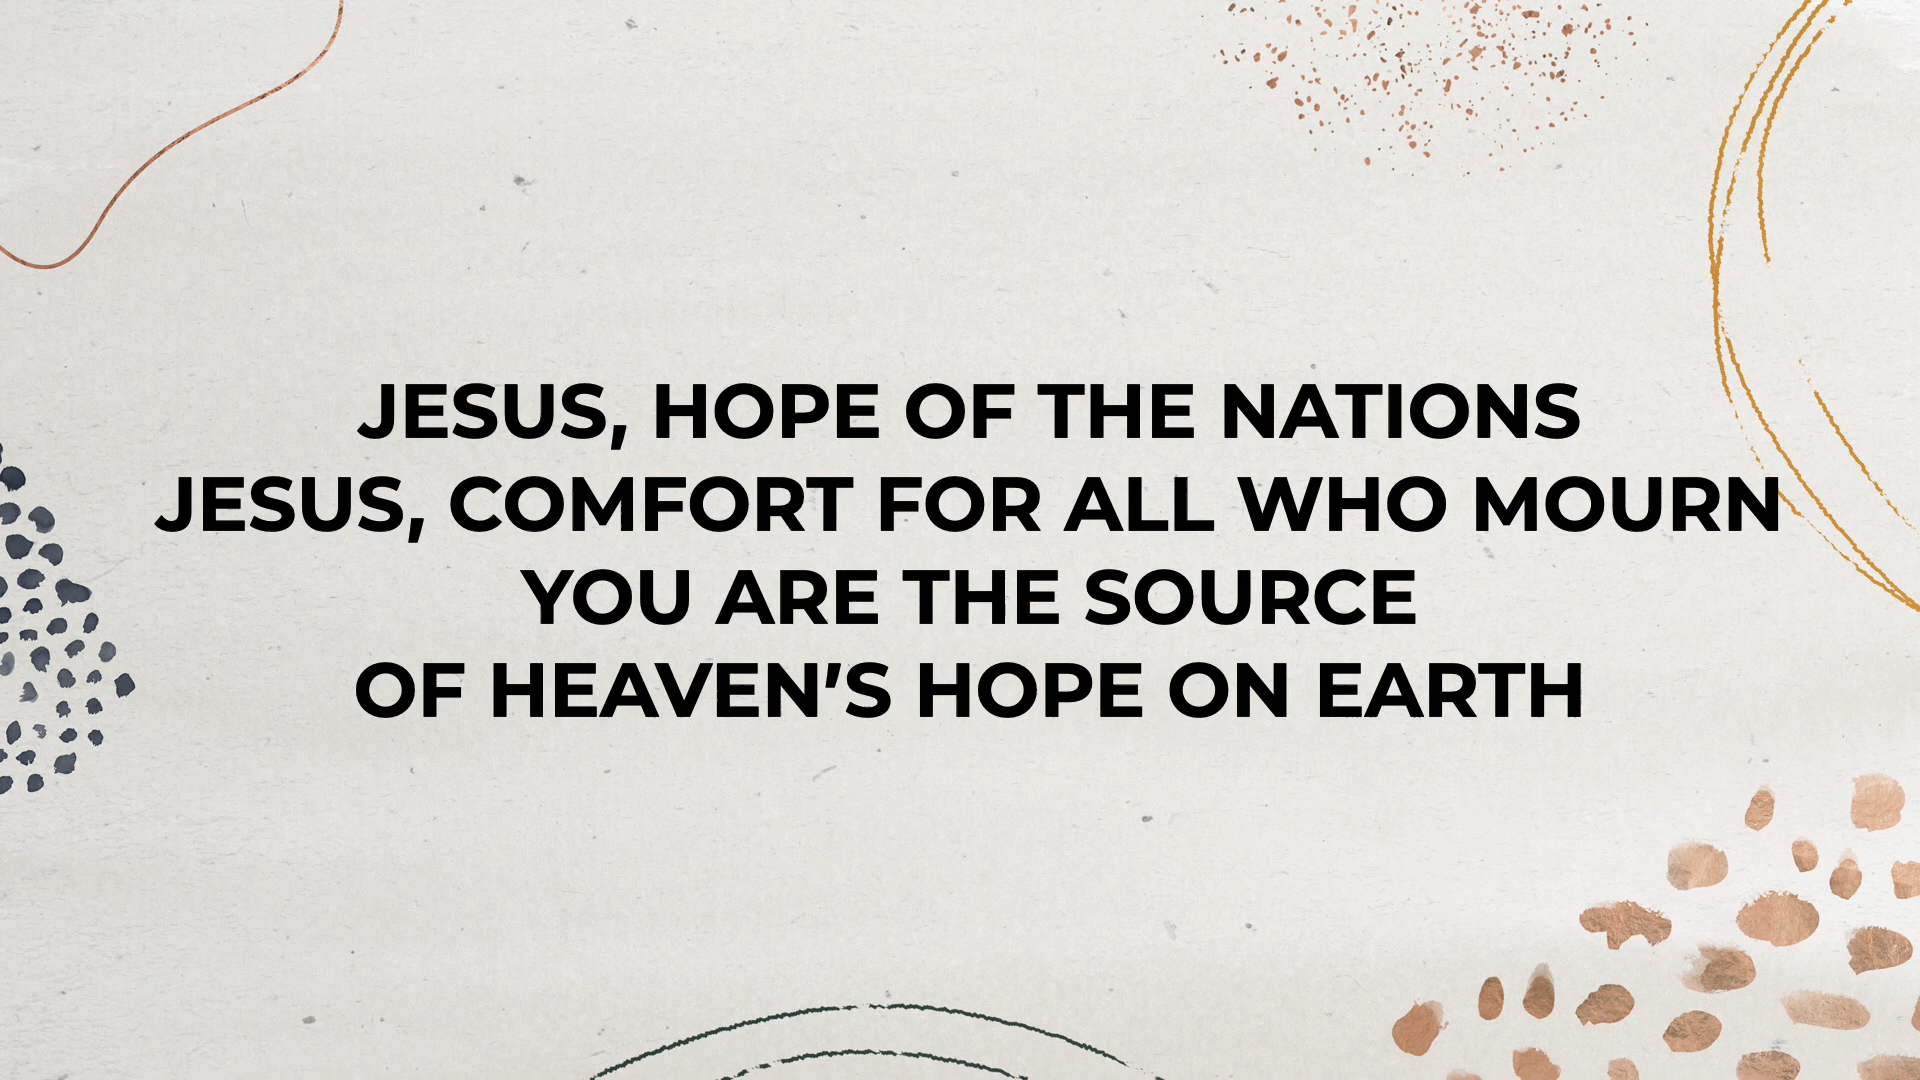 JESUS, HOPE OF THE NATIONS
JESUS, COMFORT FOR ALL WHO MOURN
YOU ARE THE SOURCE
OF HEAVEN’S HOPE ON EARTH